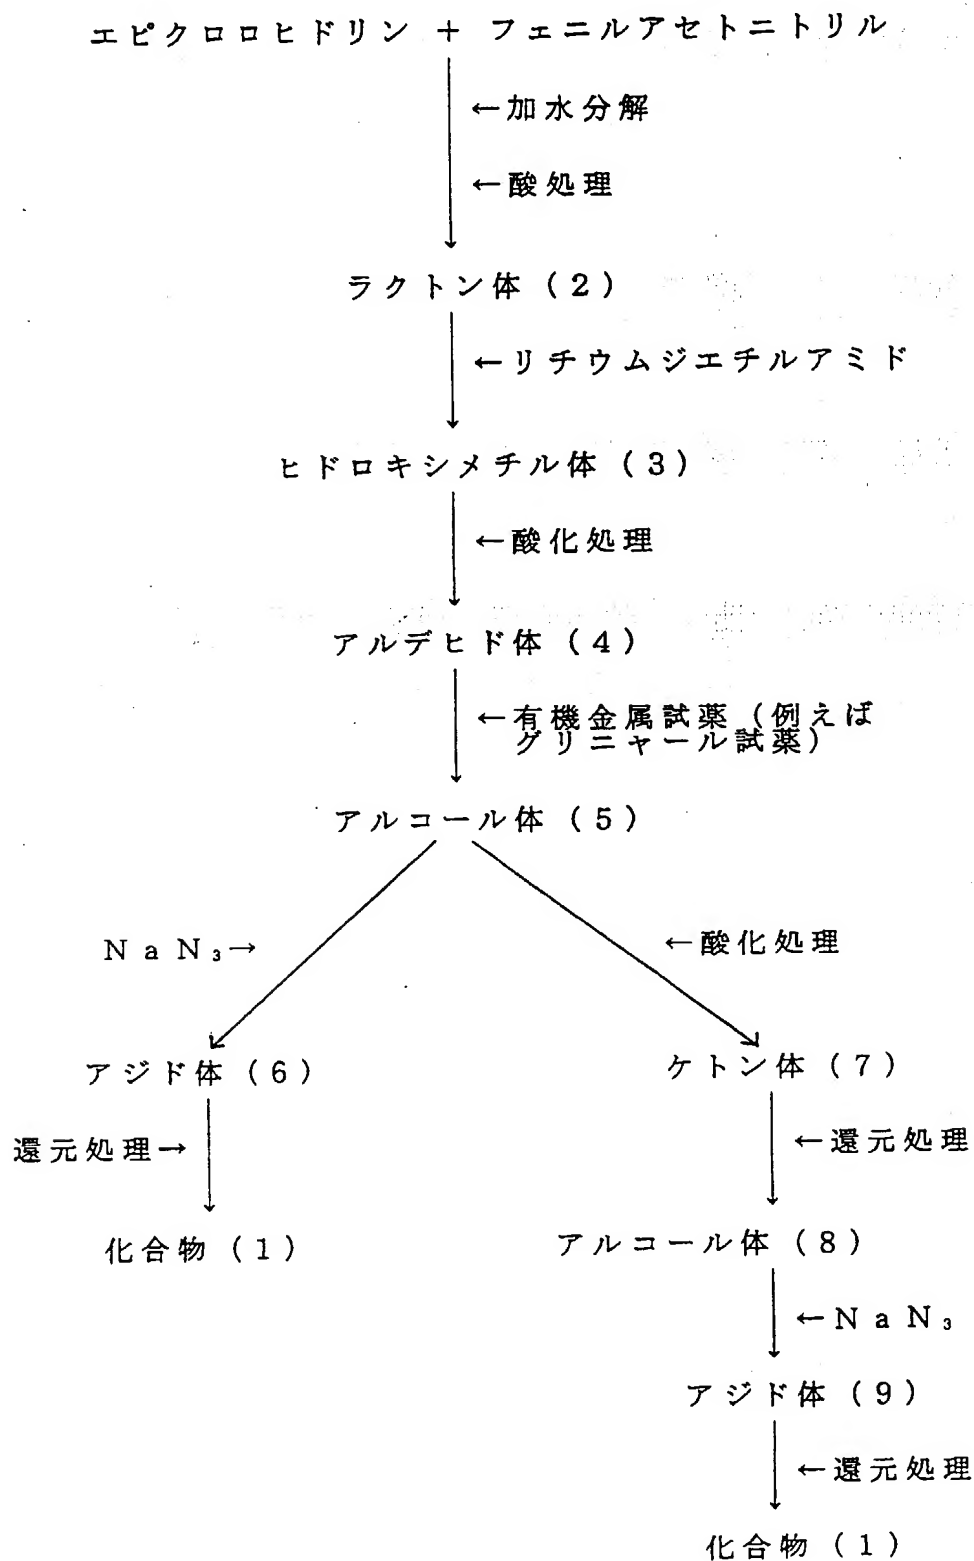 エピクロロヒドリン + フェニルアセトニトリル
←加水分解
←酸処理
ラクトン体(2)
←リチウムジエチルアミド
ヒドロキシメチル体(3)
←酸化処理
アルデヒド体(4)
←有機金属試薬(例えば
グリニャール試薬)
アルコール体(5)
NaN₃→
←酸化処理
アジド体(6)
ケトン体(7)
還元処理→
←還元処理
化合物(1)
アルコール体(8)
←NaN₃
アジド体(9)
←還元処理
化合物(1)